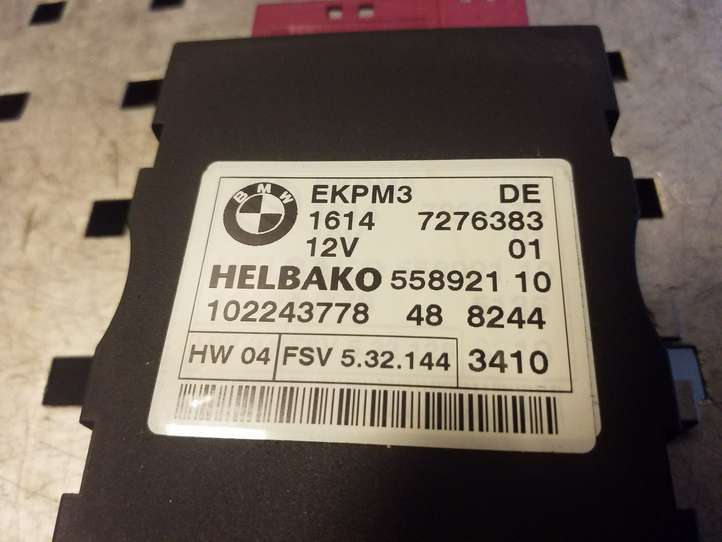 BMW EKPM3 DE
1614 7276383
12V 01
HELBAKO 558921 10
102243778 48 8244
HW 04 FSV 5.32.144 3410